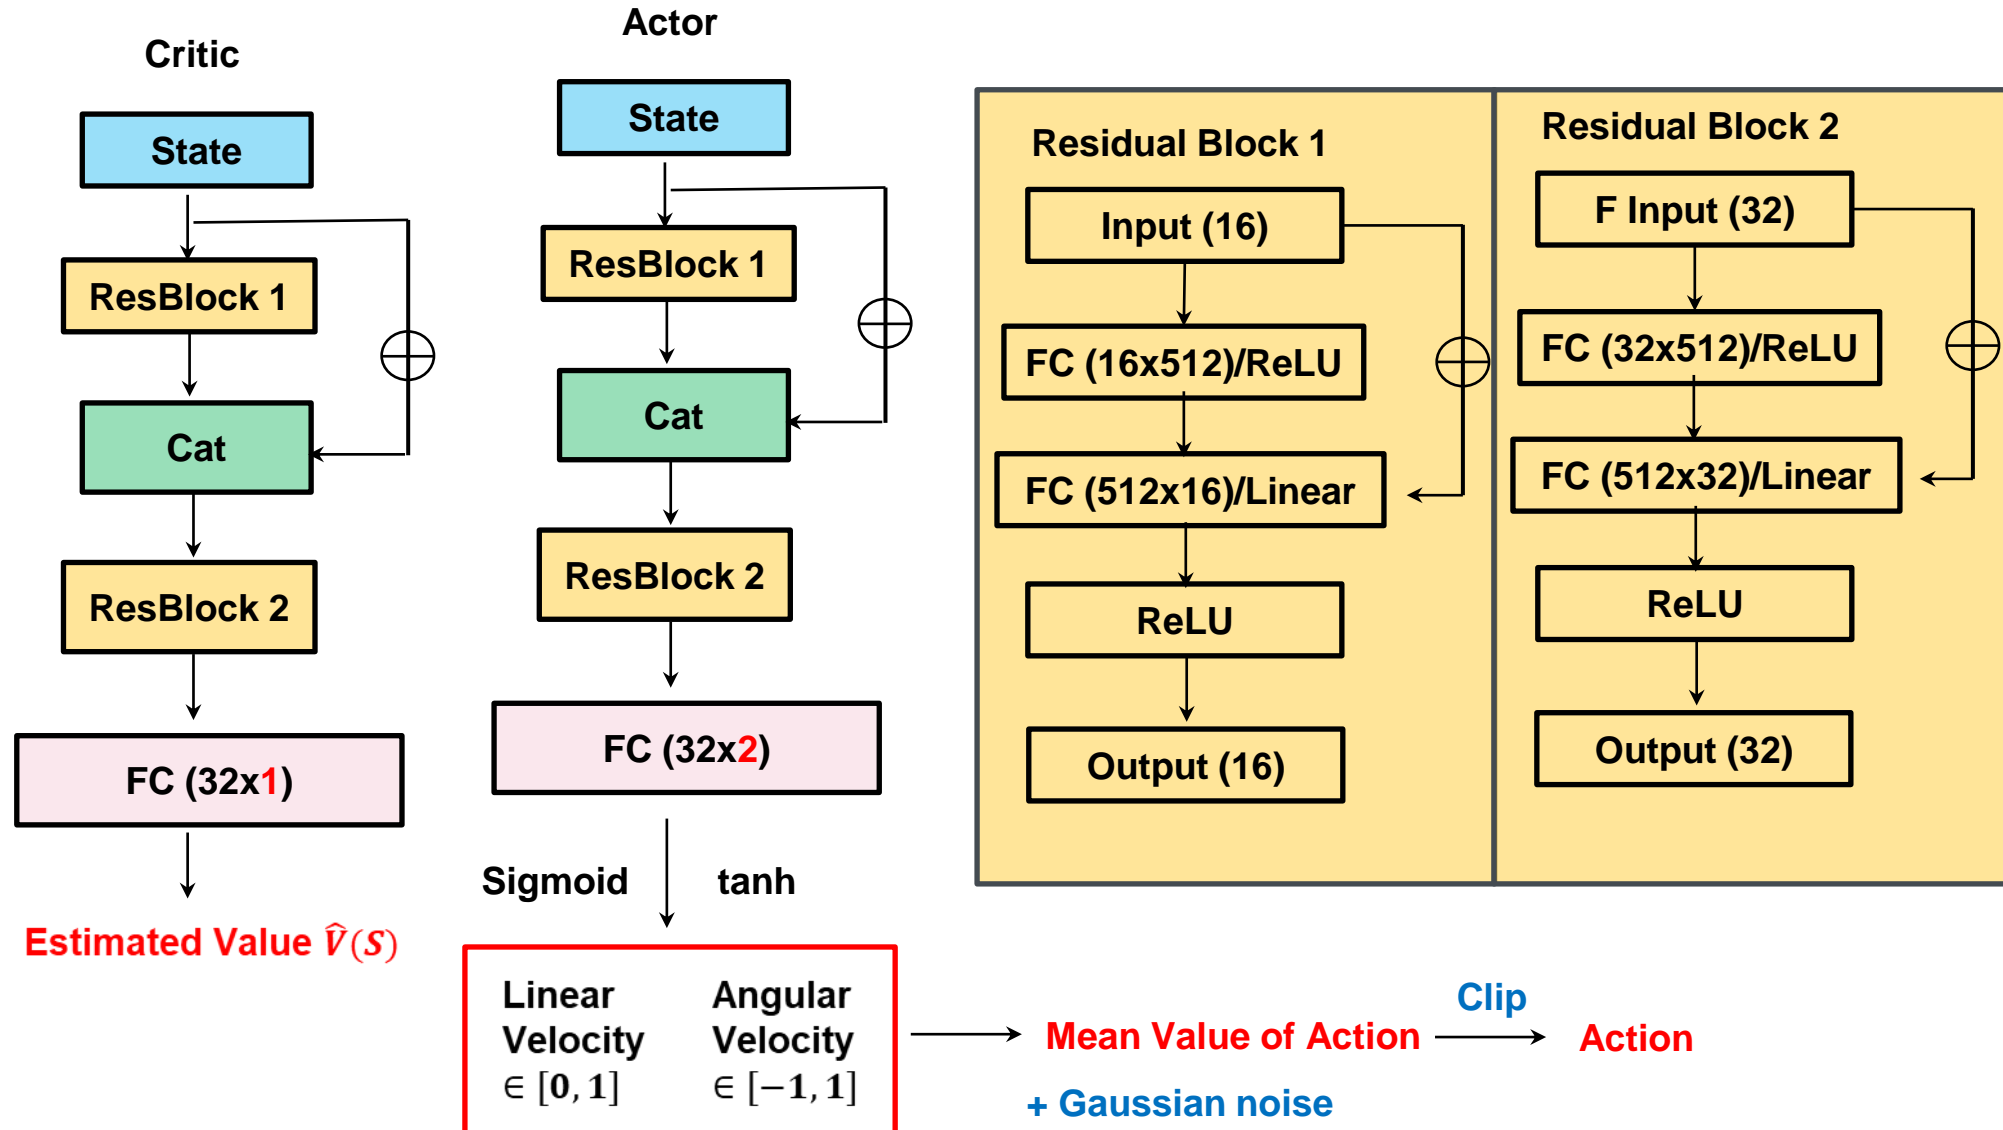 Critic
State
ResBlock 1
Cat
ResBlock 2
FC (32x1)
Estimated Value V̂(S)
Actor
State
ResBlock 1
Cat
ResBlock 2
FC (32x2)
Sigmoid
tanh
Linear
Velocity
∈ [0, 1]
Angular
Velocity
∈ [−1, 1]
Mean Value of Action
+ Gaussian noise
Clip
Action
Residual Block 1
Input (16)
FC (16x512)/ReLU
FC (512x16)/Linear
ReLU
Output (16)
Residual Block 2
F Input (32)
FC (32x512)/ReLU
FC (512x32)/Linear
ReLU
Output (32)